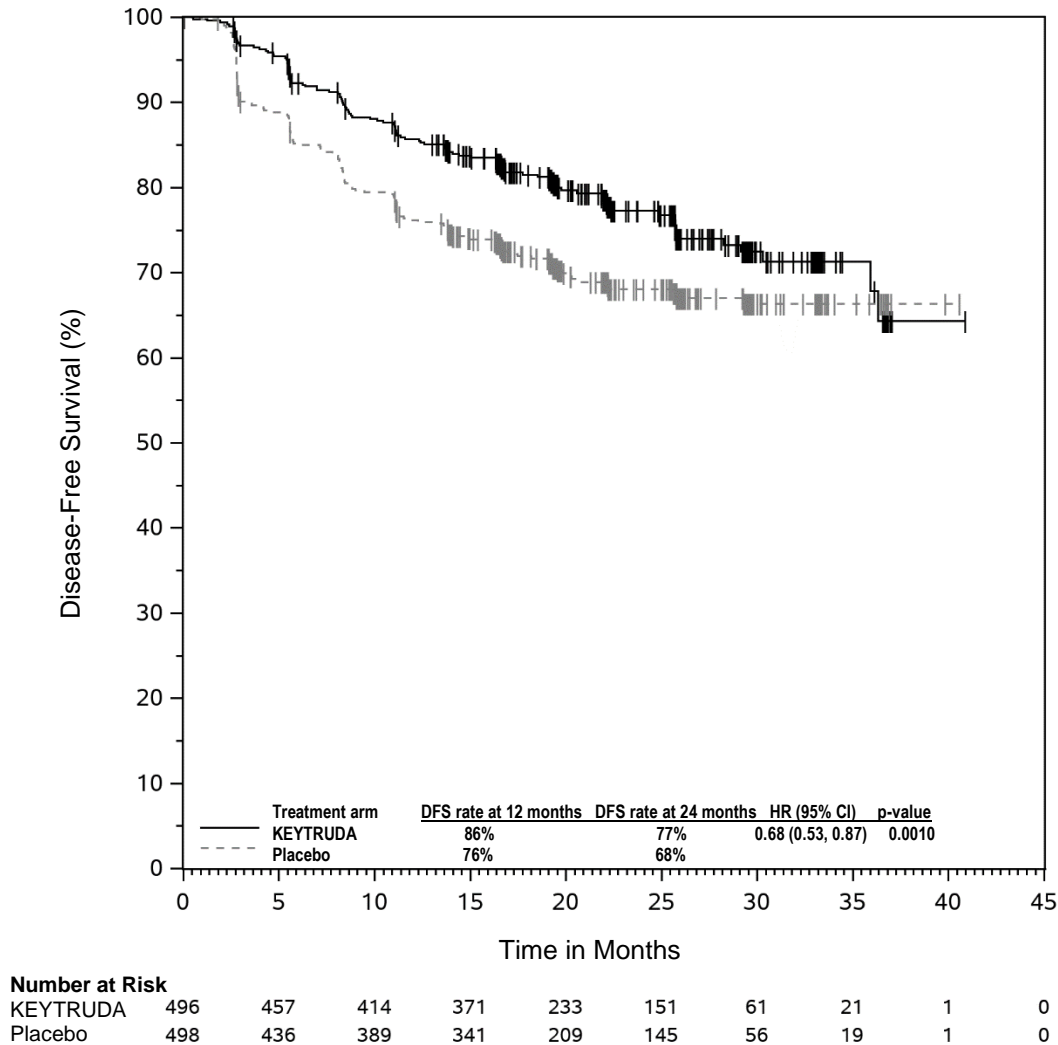 100
90
80
70
60
50
40
30
20
10
0
Disease-Free Survival (%)
Treatment arm DFS rate at 12 months DFS rate at 24 months HR (95% CI) p-value
KEYTRUDA 86% 77% 0.68 (0.53, 0.87) 0.0010
Placebo 76% 68%
0 5 10 15 20 25 30 35 40 45
Time in Months
Number at Risk
KEYTRUDA 496 457 414 371 233 151 61 21 1 0
Placebo 498 436 389 341 209 145 56 19 1 0